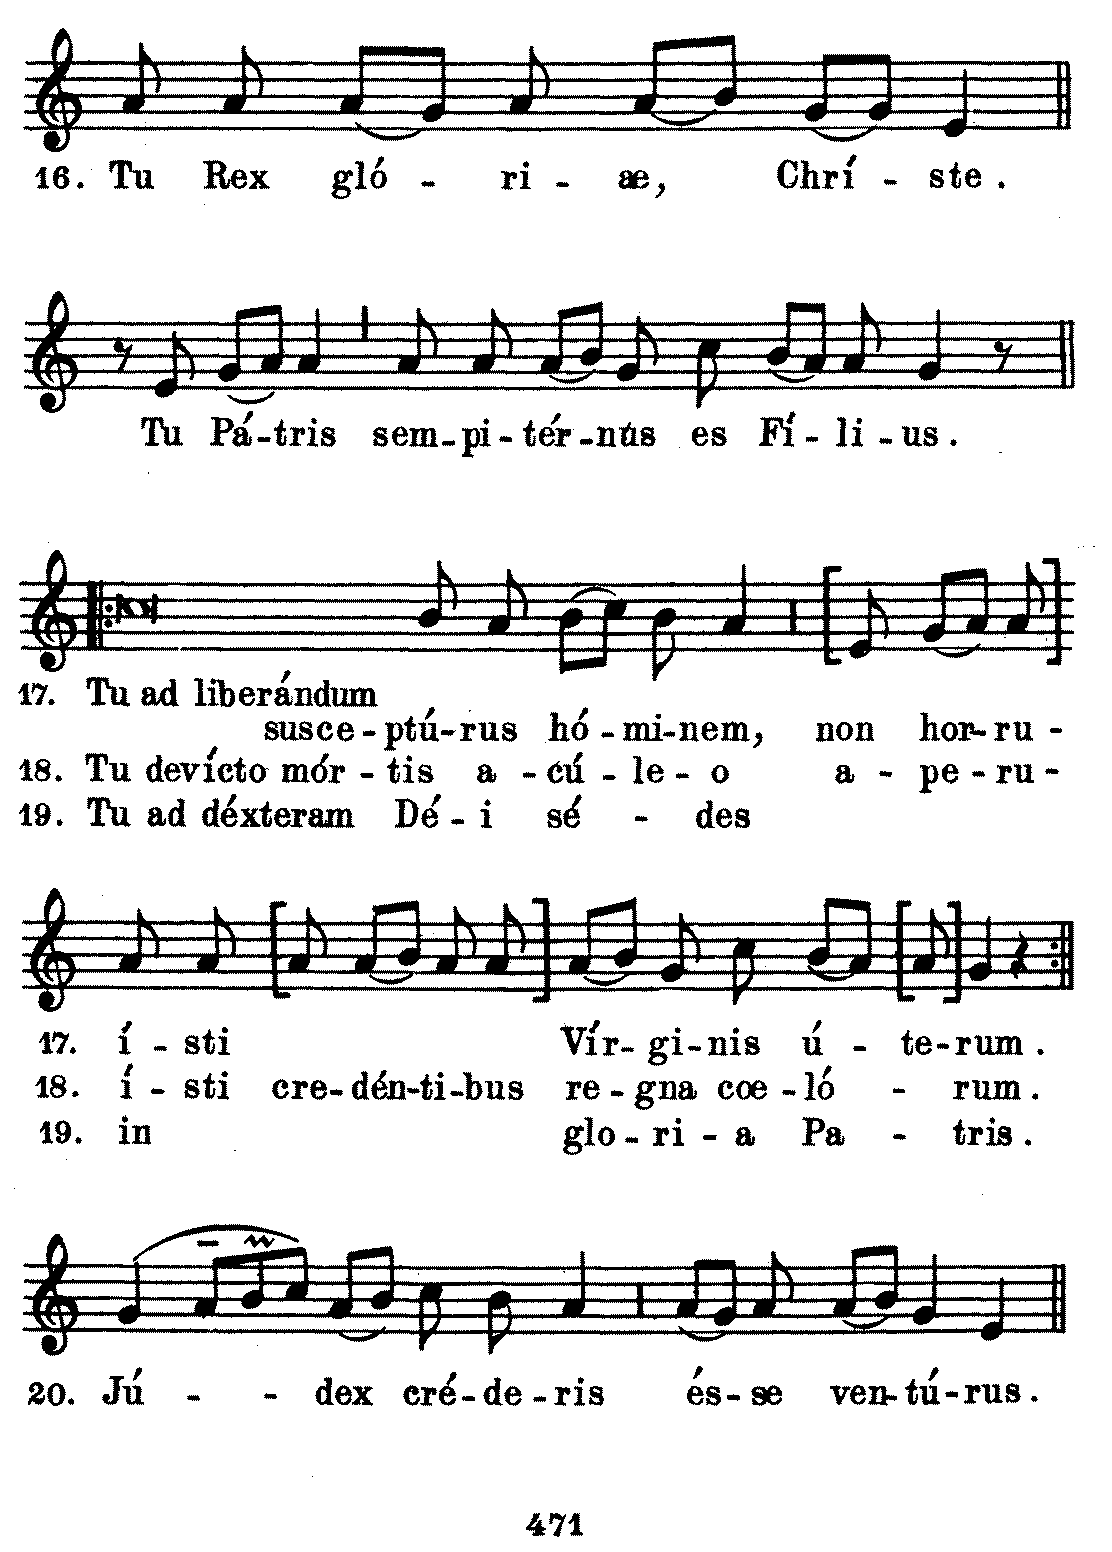 16. Tu Rex gló - ri - æ, Chrí - ste.
Tu Pá-tris sem-pi-tér-nus es Fí-li-us.
17. Tu ad liberándum
susce-ptú-rus hó-mi-nem, non hor-ru-
18. Tu devícto mór-tis a-cú-le-o a-pe-ru-
19. Tu ad déxteram Dé-i sé - des
17. í-sti Vír-gi-nis ú - te-rum.
18. í-sti cre-dén-ti-bus re-gna coe-ló - rum.
19. in glo-ri-a Pa - tris.
20. Jú - - dex cré-de-ris és-se ven-tú-rus.
471